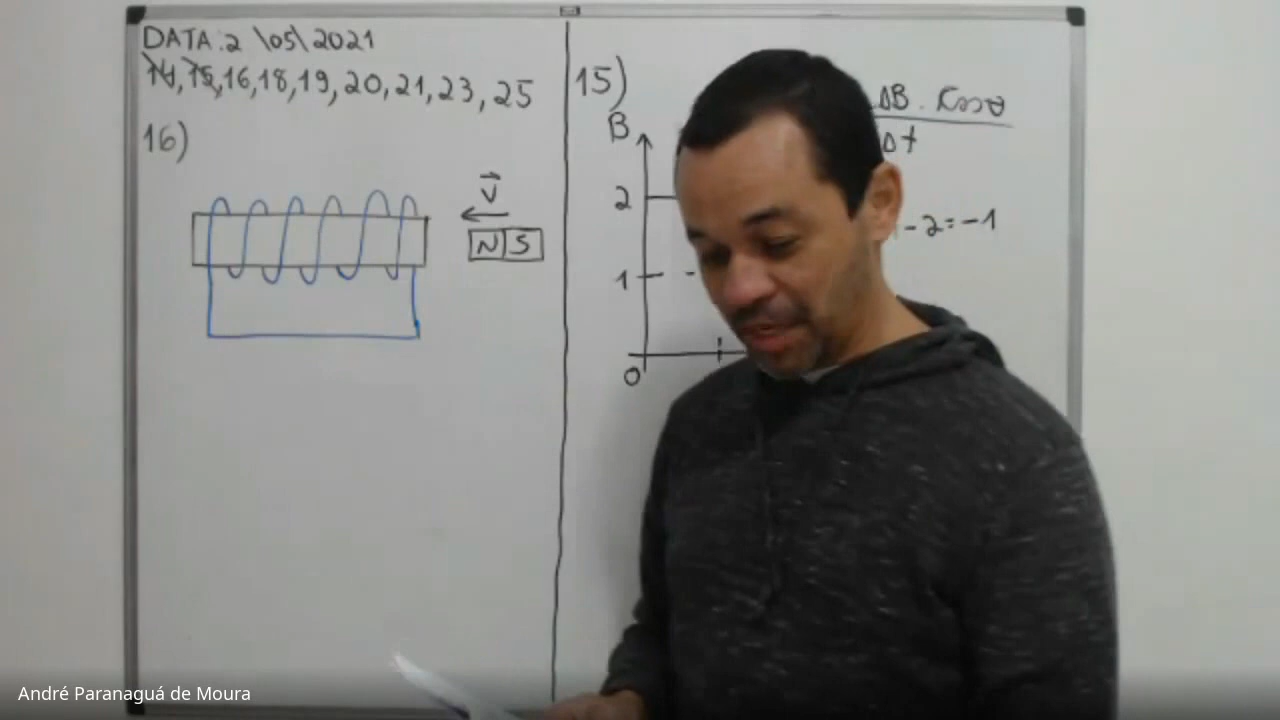 DATA: 2 \05\ 2021
14, 15, 16, 18, 19, 20, 21, 23, 25
16)
V
N S
15)
B
2
1
0
ΔB . cos θ
Δt
- 2 = -1
André Paranaguá de Moura